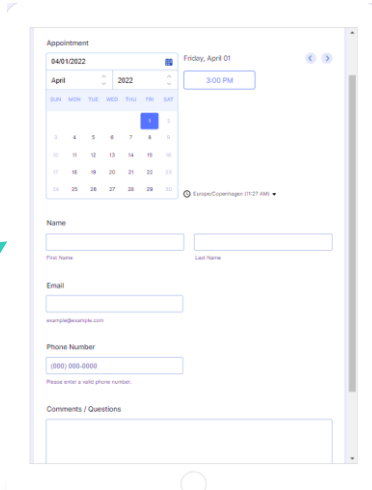 Appointment
04/01/2022
Friday, April 01
April 2022
3:00 PM
SUN MON TUE WED THU FRI SAT
1 2
3 4 5 6 7 8 9
10 11 12 13 14 15 16
17 18 19 20 21 22 23
24 25 26 27 28 29 30
Europe/Copenhagen (11:27 AM)
Name
First Name Last Name
Email
example@example.com
Phone Number
(000) 000-0000
Please enter a valid phone number.
Comments / Questions